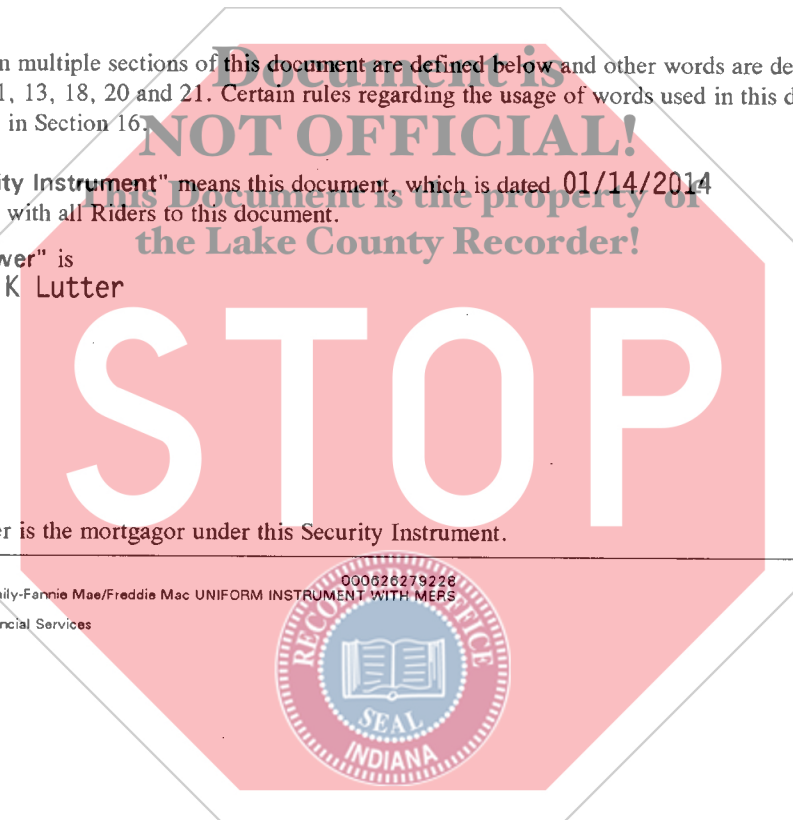 n multiple sections of this document are defined below and other words are de
Document is
1, 13, 18, 20 and 21. Certain rules regarding the usage of words used in this d
in Section 16.
NOT OFFICIAL!
ity Instrument" means this document, which is dated 01/14/2014
This Document is the property of
with all Riders to this document.
the Lake County Recorder!
wer" is
K Lutter
STOP
er is the mortgagor under this Security Instrument.
000626279228
ily-Fannie Mae/Freddie Mac UNIFORM INSTRUMENT WITH MERS
ncial Services
RECORDER'S OFFICE
SEAL
INDIANA